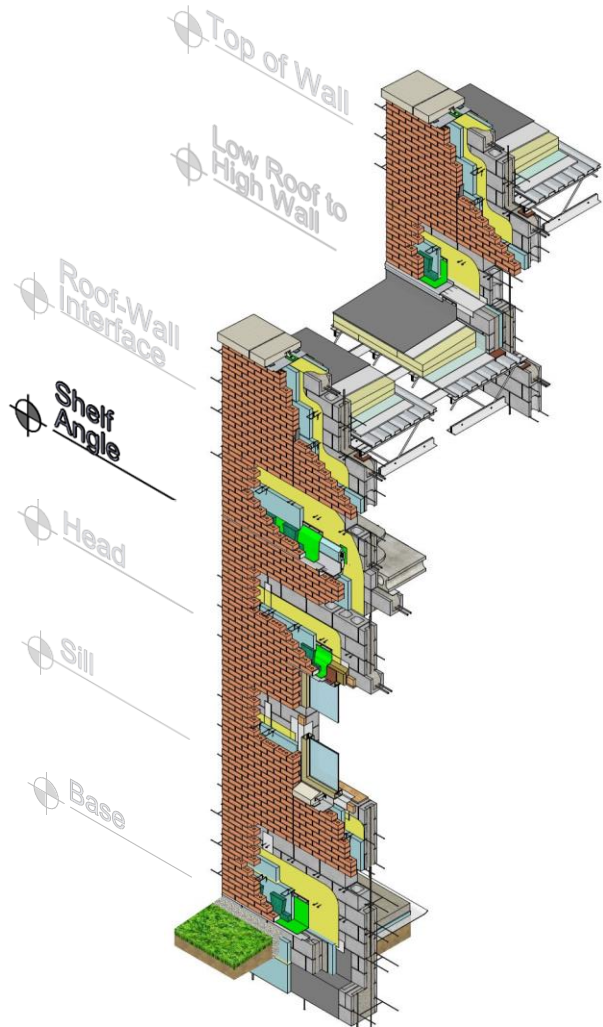 Top of Wall
Low Roof to
High Wall
Roof-Wall
Interface
Shelf
Angle
Head
Sill
Base